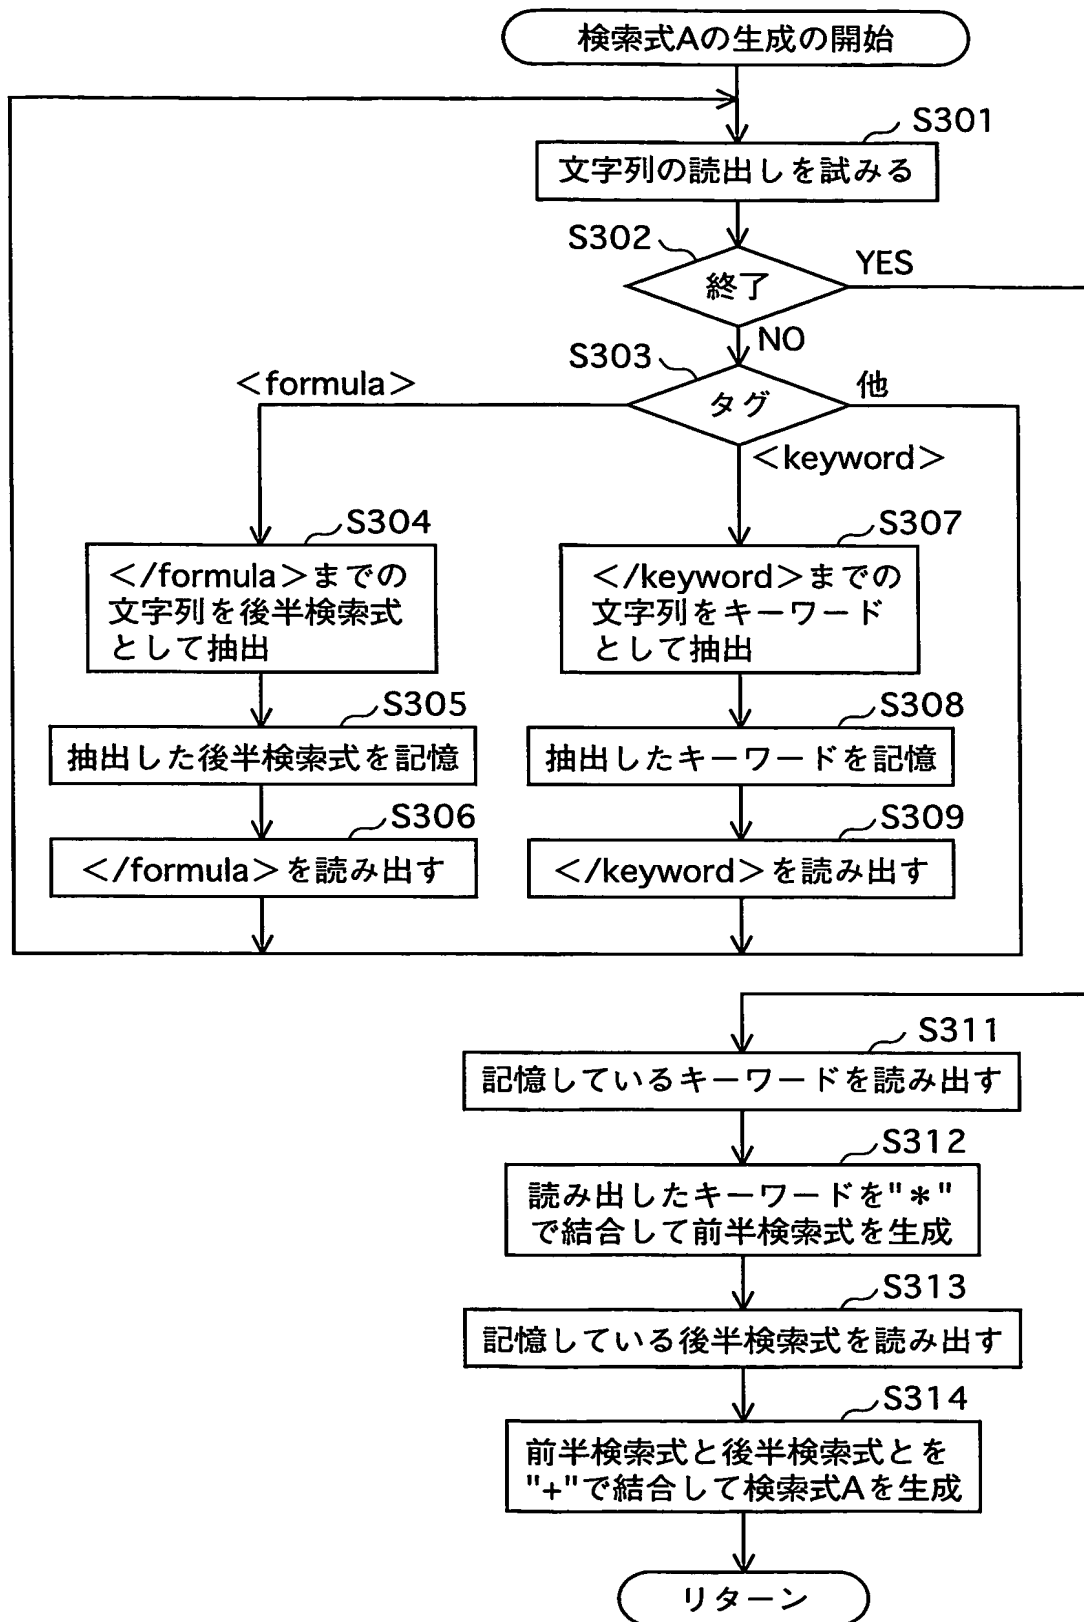 検索式Aの生成の開始
S301
文字列の読出しを試みる
S302
終了
YES
NO
S303
タグ
<formula>
他
<keyword>
S304
</formula>までの
文字列を後半検索式
として抽出
S307
</keyword>までの
文字列をキーワード
として抽出
S305
抽出した後半検索式を記憶
S308
抽出したキーワードを記憶
S306
</formula>を読み出す
S309
</keyword>を読み出す
S311
記憶しているキーワードを読み出す
S312
読み出したキーワードを"*"
で結合して前半検索式を生成
S313
記憶している後半検索式を読み出す
S314
前半検索式と後半検索式とを
"+"で結合して検索式Aを生成
リターン